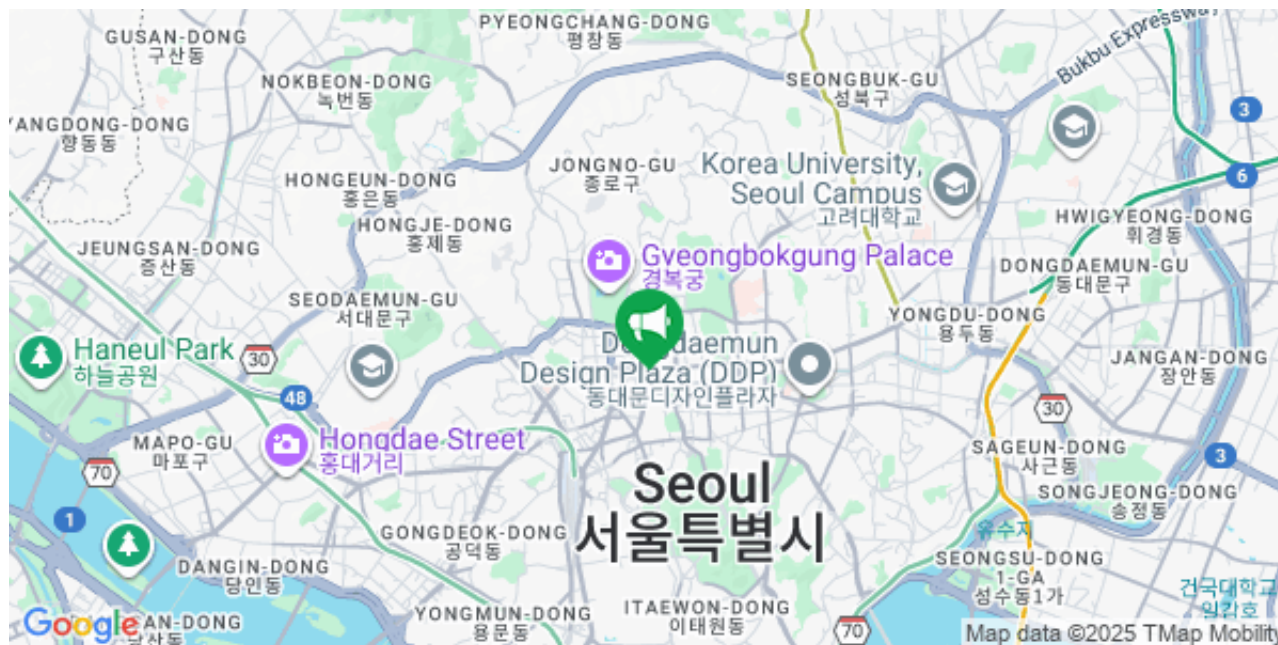 PYEONGCHANG-DONG
평창동
GUSAN-DONG
구산동
Bukbu Expressway
NOKBEON-DONG
녹번동
SEONGBUK-GU
성북구
3
YANGDONG-DONG
향동동
JONGNO-GU
종로구
Korea University,
Seoul Campus
고려대학교
6
HONGEUN-DONG
홍은동
HONGJE-DONG
홍제동
HWIGYEONG-DONG
휘경동
JEUNGSAN-DONG
증산동
Gyeongbokgung Palace
경복궁
DONGDAEMUN-GU
동대문구
SEODAEMUN-GU
서대문구
YONGDU-DONG
용두동
Haneul Park
하늘공원
30
Design Plaza (DDP)
동대문디자인플라자
JANGAN-DONG
장안동
48
30
MAPO-GU
마포구
Hongdae Street
홍대거리
70
SAGEUN-DONG
사근동
3
Seoul
서울특별시
SONGJEONG-DONG
송정동
1
GONGDEOK-DONG
공덕동
유수지
DANGIN-DONG
당인동
SEONGSU-DONG
1-GA
성수동1가
건국대학교
일감호
YONGMUN-DONG
용문동
ITAEWON-DONG
이태원동
70
Google
SAN-DONG
Map data ©2025 TMap Mobility